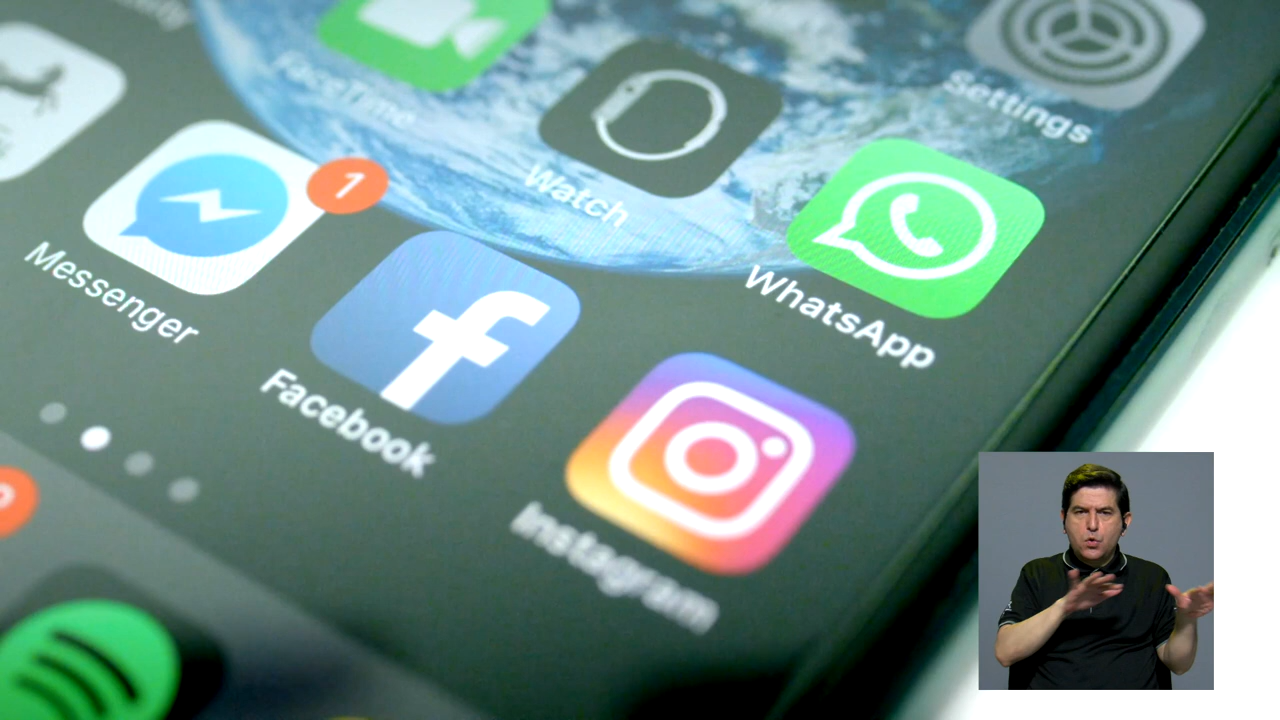 FaceTime
Settings
Watch
WhatsApp
1
Messenger
Facebook
Instagram